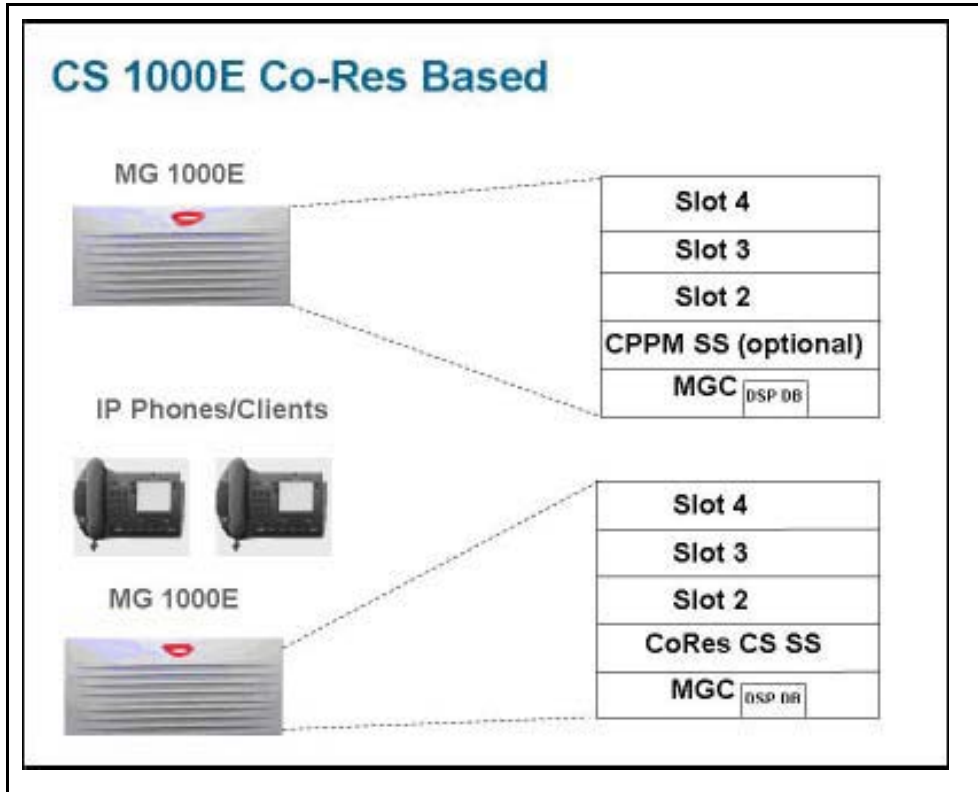 CS 1000E Co-Res Based
MG 1000E
Slot 4
Slot 3
Slot 2
CPPM SS (optional)
MGC DSP DB
IP Phones/Clients
MG 1000E
Slot 4
Slot 3
Slot 2
CoRes CS SS
MGC DSP DB